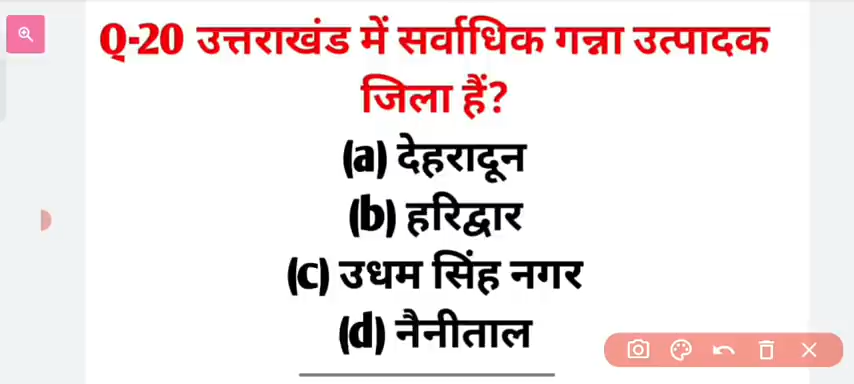 Q-20 उत्तराखंड में सर्वाधिक गन्ना उत्पादक
जिला हैं?
(a) देहरादून
(b) हरिद्वार
(c) उधम सिंह नगर
(d) नैनीताल